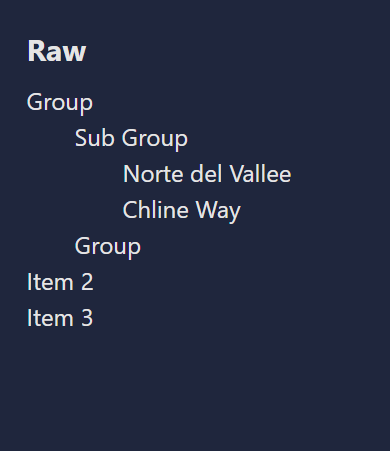 Raw
Group
Sub Group
Norte del Vallee
Chline Way
Group
Item 2
Item 3